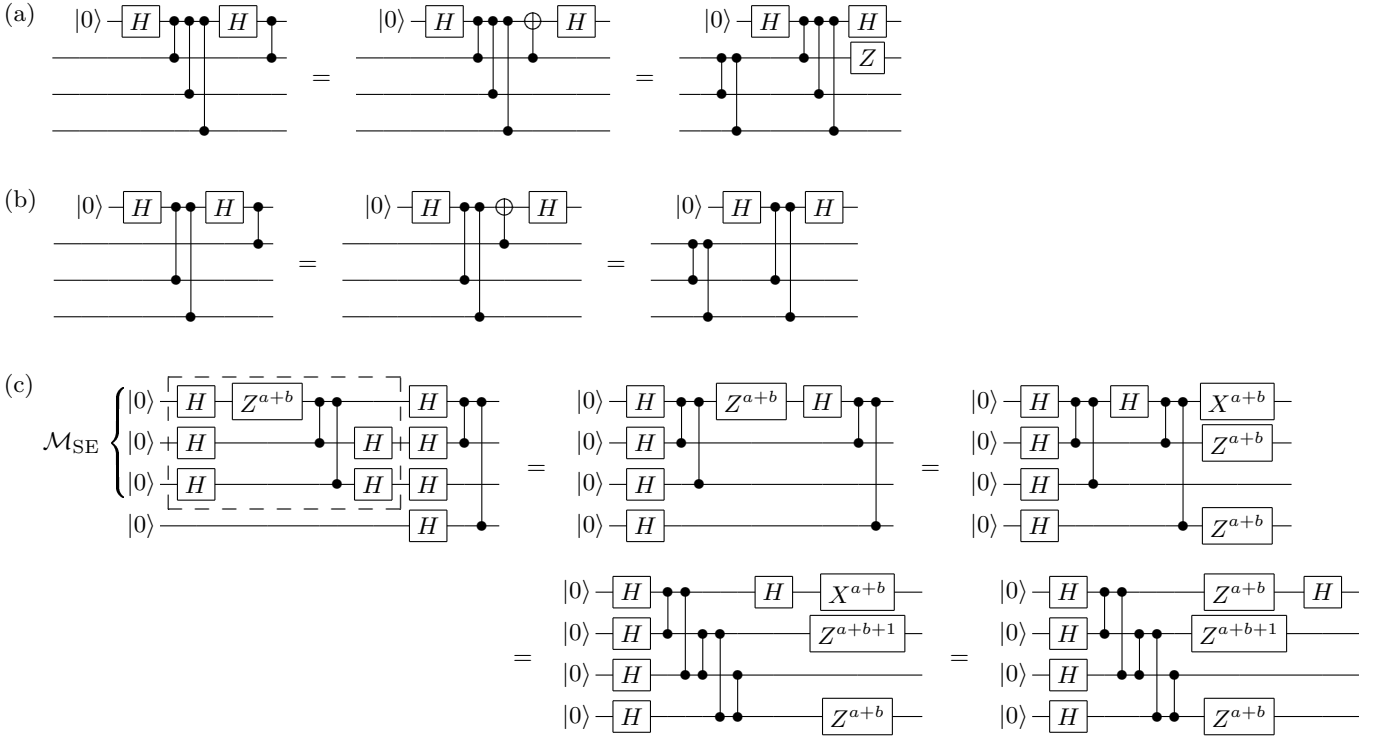 (a) |0⟩ H H = |0⟩ H H = |0⟩ H H
Z
(b) |0⟩ H H = |0⟩ H H = |0⟩ H H
(c) |0⟩ H Z^{a+b} H |0⟩ H Z^{a+b} H |0⟩ H H X^{a+b}
M_SE |0⟩ H H H = |0⟩ H = |0⟩ H Z^{a+b}
|0⟩ H H H |0⟩ H |0⟩ H
|0⟩ H |0⟩ H |0⟩ H Z^{a+b}
|0⟩ H H X^{a+b} |0⟩ H Z^{a+b} H
= |0⟩ H Z^{a+b+1} = |0⟩ H Z^{a+b+1}
|0⟩ H |0⟩ H
|0⟩ H Z^{a+b} |0⟩ H Z^{a+b}